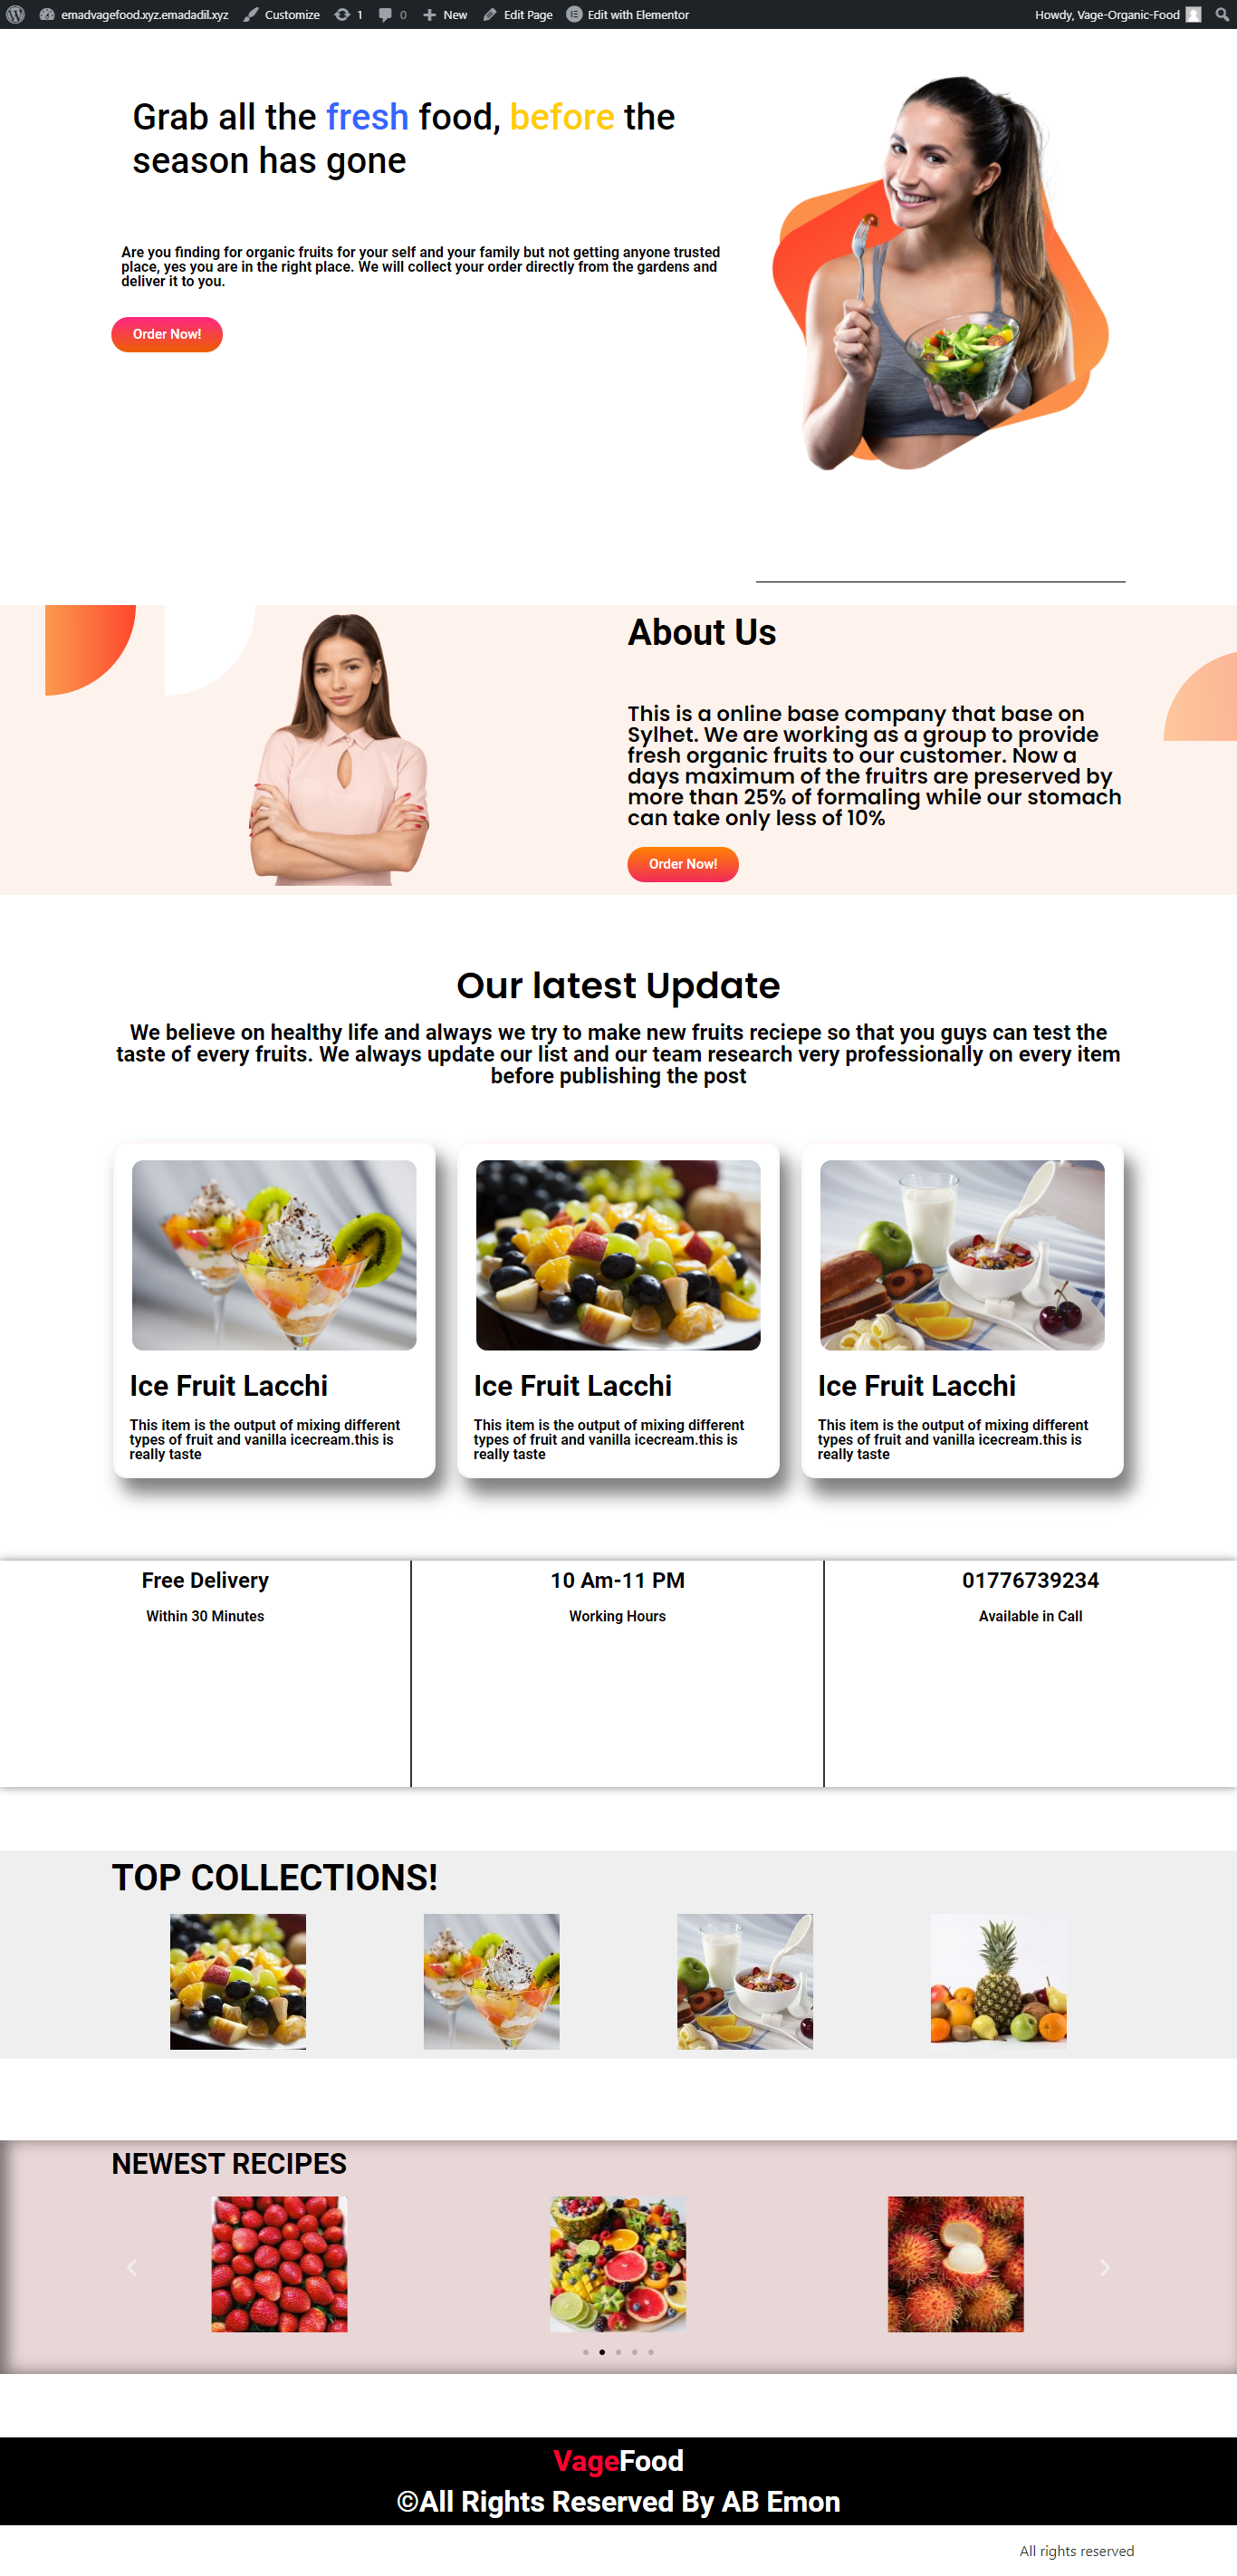 emadvagefood.xyz.emadadil.xyz Customize 1 0 New Edit Page Edit with Elementor Howdy, Vage-Organic-Food
Grab all the fresh food, before the
season has gone
Are you finding for organic fruits for your self and your family but not getting anyone trusted
place, yes you are in the right place. We will collect your order directly from the gardens and
deliver it to you.
Order Now!
About Us
This is a online base company that base on
Sylhet. We are working as a group to provide
fresh organic fruits to our customer. Now a
days maximum of the fruitrs are preserved by
more than 25% of formaling while our stomach
can take only less of 10%
Order Now!
Our latest Update
We believe on healthy life and always we try to make new fruits reciepe so that you guys can test the
taste of every fruits. We always update our list and our team research very professionally on every item
before publishing the post
Ice Fruit Lacchi
This item is the output of mixing different
types of fruit and vanilla icecream.this is
really taste
Ice Fruit Lacchi
This item is the output of mixing different
types of fruit and vanilla icecream.this is
really taste
Ice Fruit Lacchi
This item is the output of mixing different
types of fruit and vanilla icecream.this is
really taste
Free Delivery
Within 30 Minutes
10 Am-11 PM
Working Hours
01776739234
Available in Call
TOP COLLECTIONS!
NEWEST RECIPES
VageFood
©All Rights Reserved By AB Emon
All rights reserved